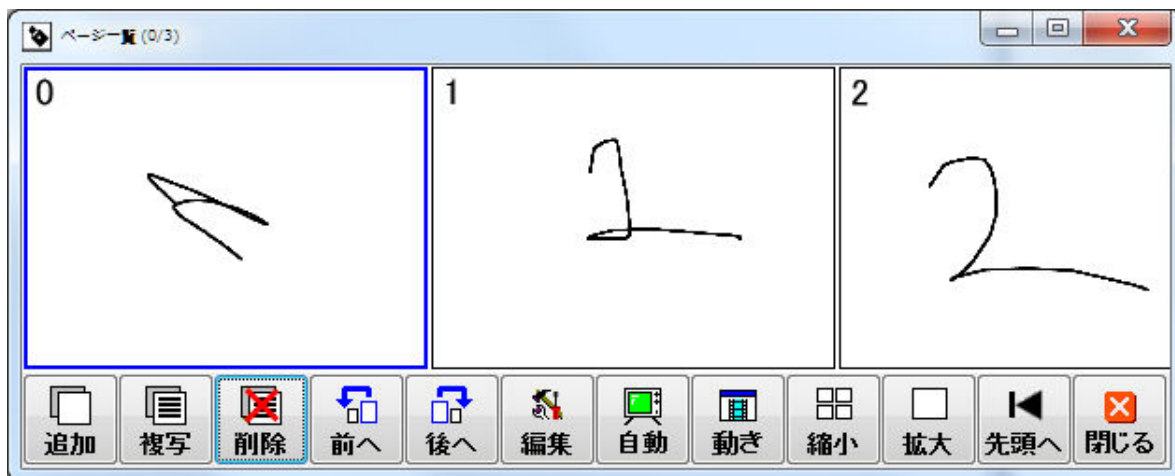 ページ一覧 (0/3)
0 1 2
追加 複写 削除 前へ 後へ 編集 自動 動き 縮小 拡大 先頭へ 閉じる